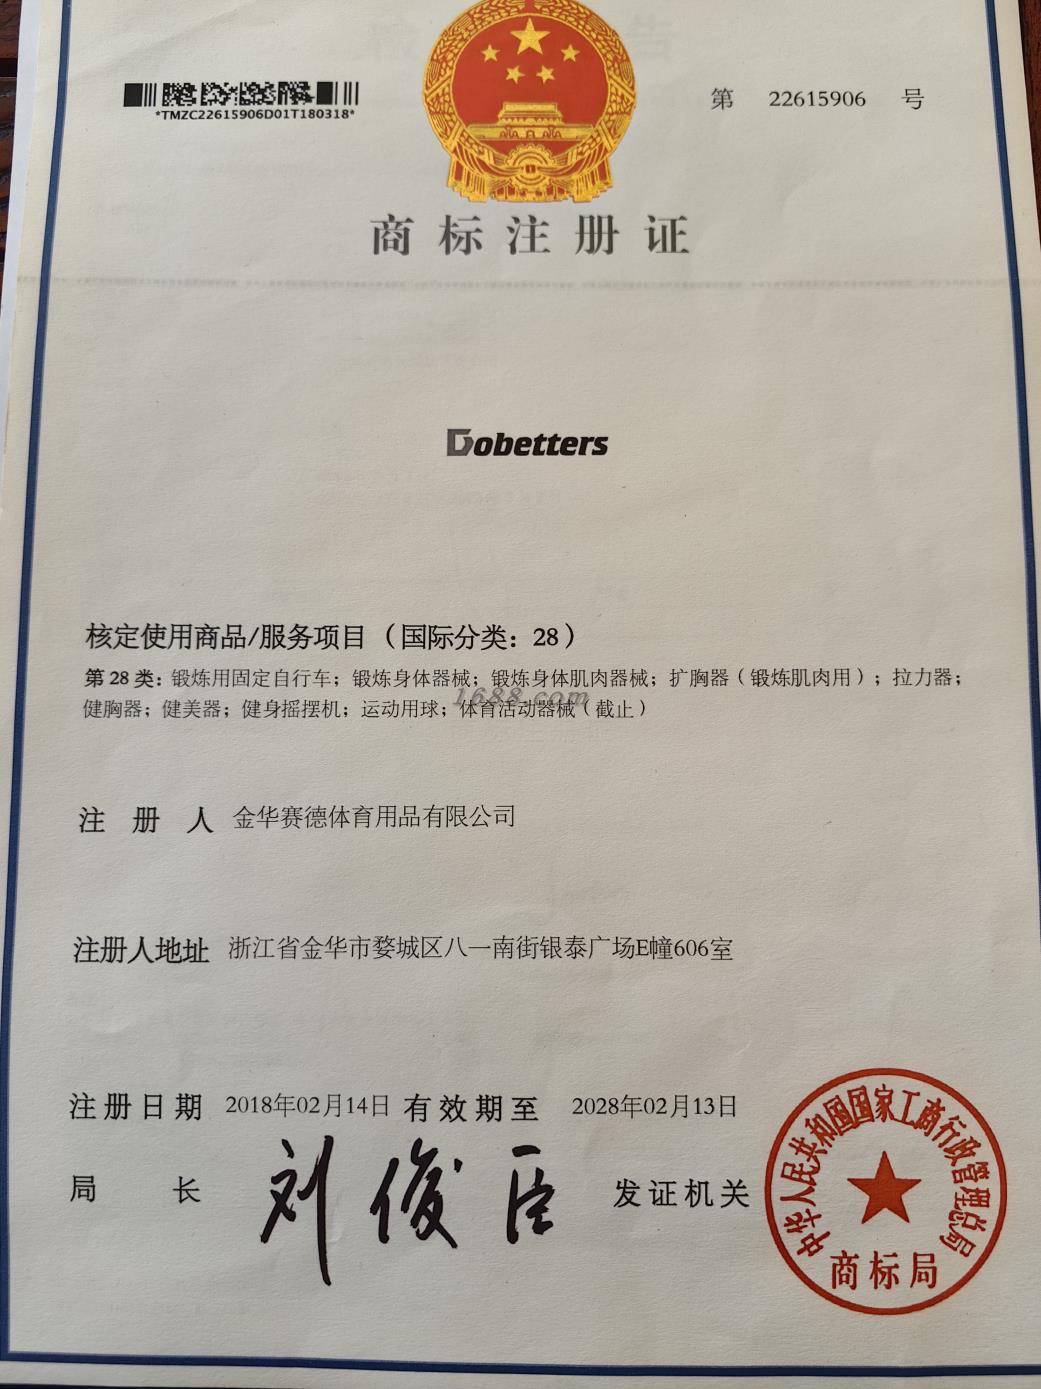 第 22615906 号
*TMZC22615906D01T180318*
商标注册证
Dobetters
核定使用商品/服务项目（国际分类：28）
第28类：锻炼用固定自行车；锻炼身体器械；锻炼身体肌肉器械；扩胸器（锻炼肌肉用）；拉力器；
1688.com
健胸器；健美器；健身摇摆机；运动用球；体育活动器械（截止）
注册人 金华赛德体育用品有限公司
注册人地址 浙江省金华市婺城区八一南街银泰广场E幢606室
注册日期 2018年02月14日 有效期至 2028年02月13日
局长 刘俊臣 发证机关
中华人民共和国国家工商行政管理总局
商标局